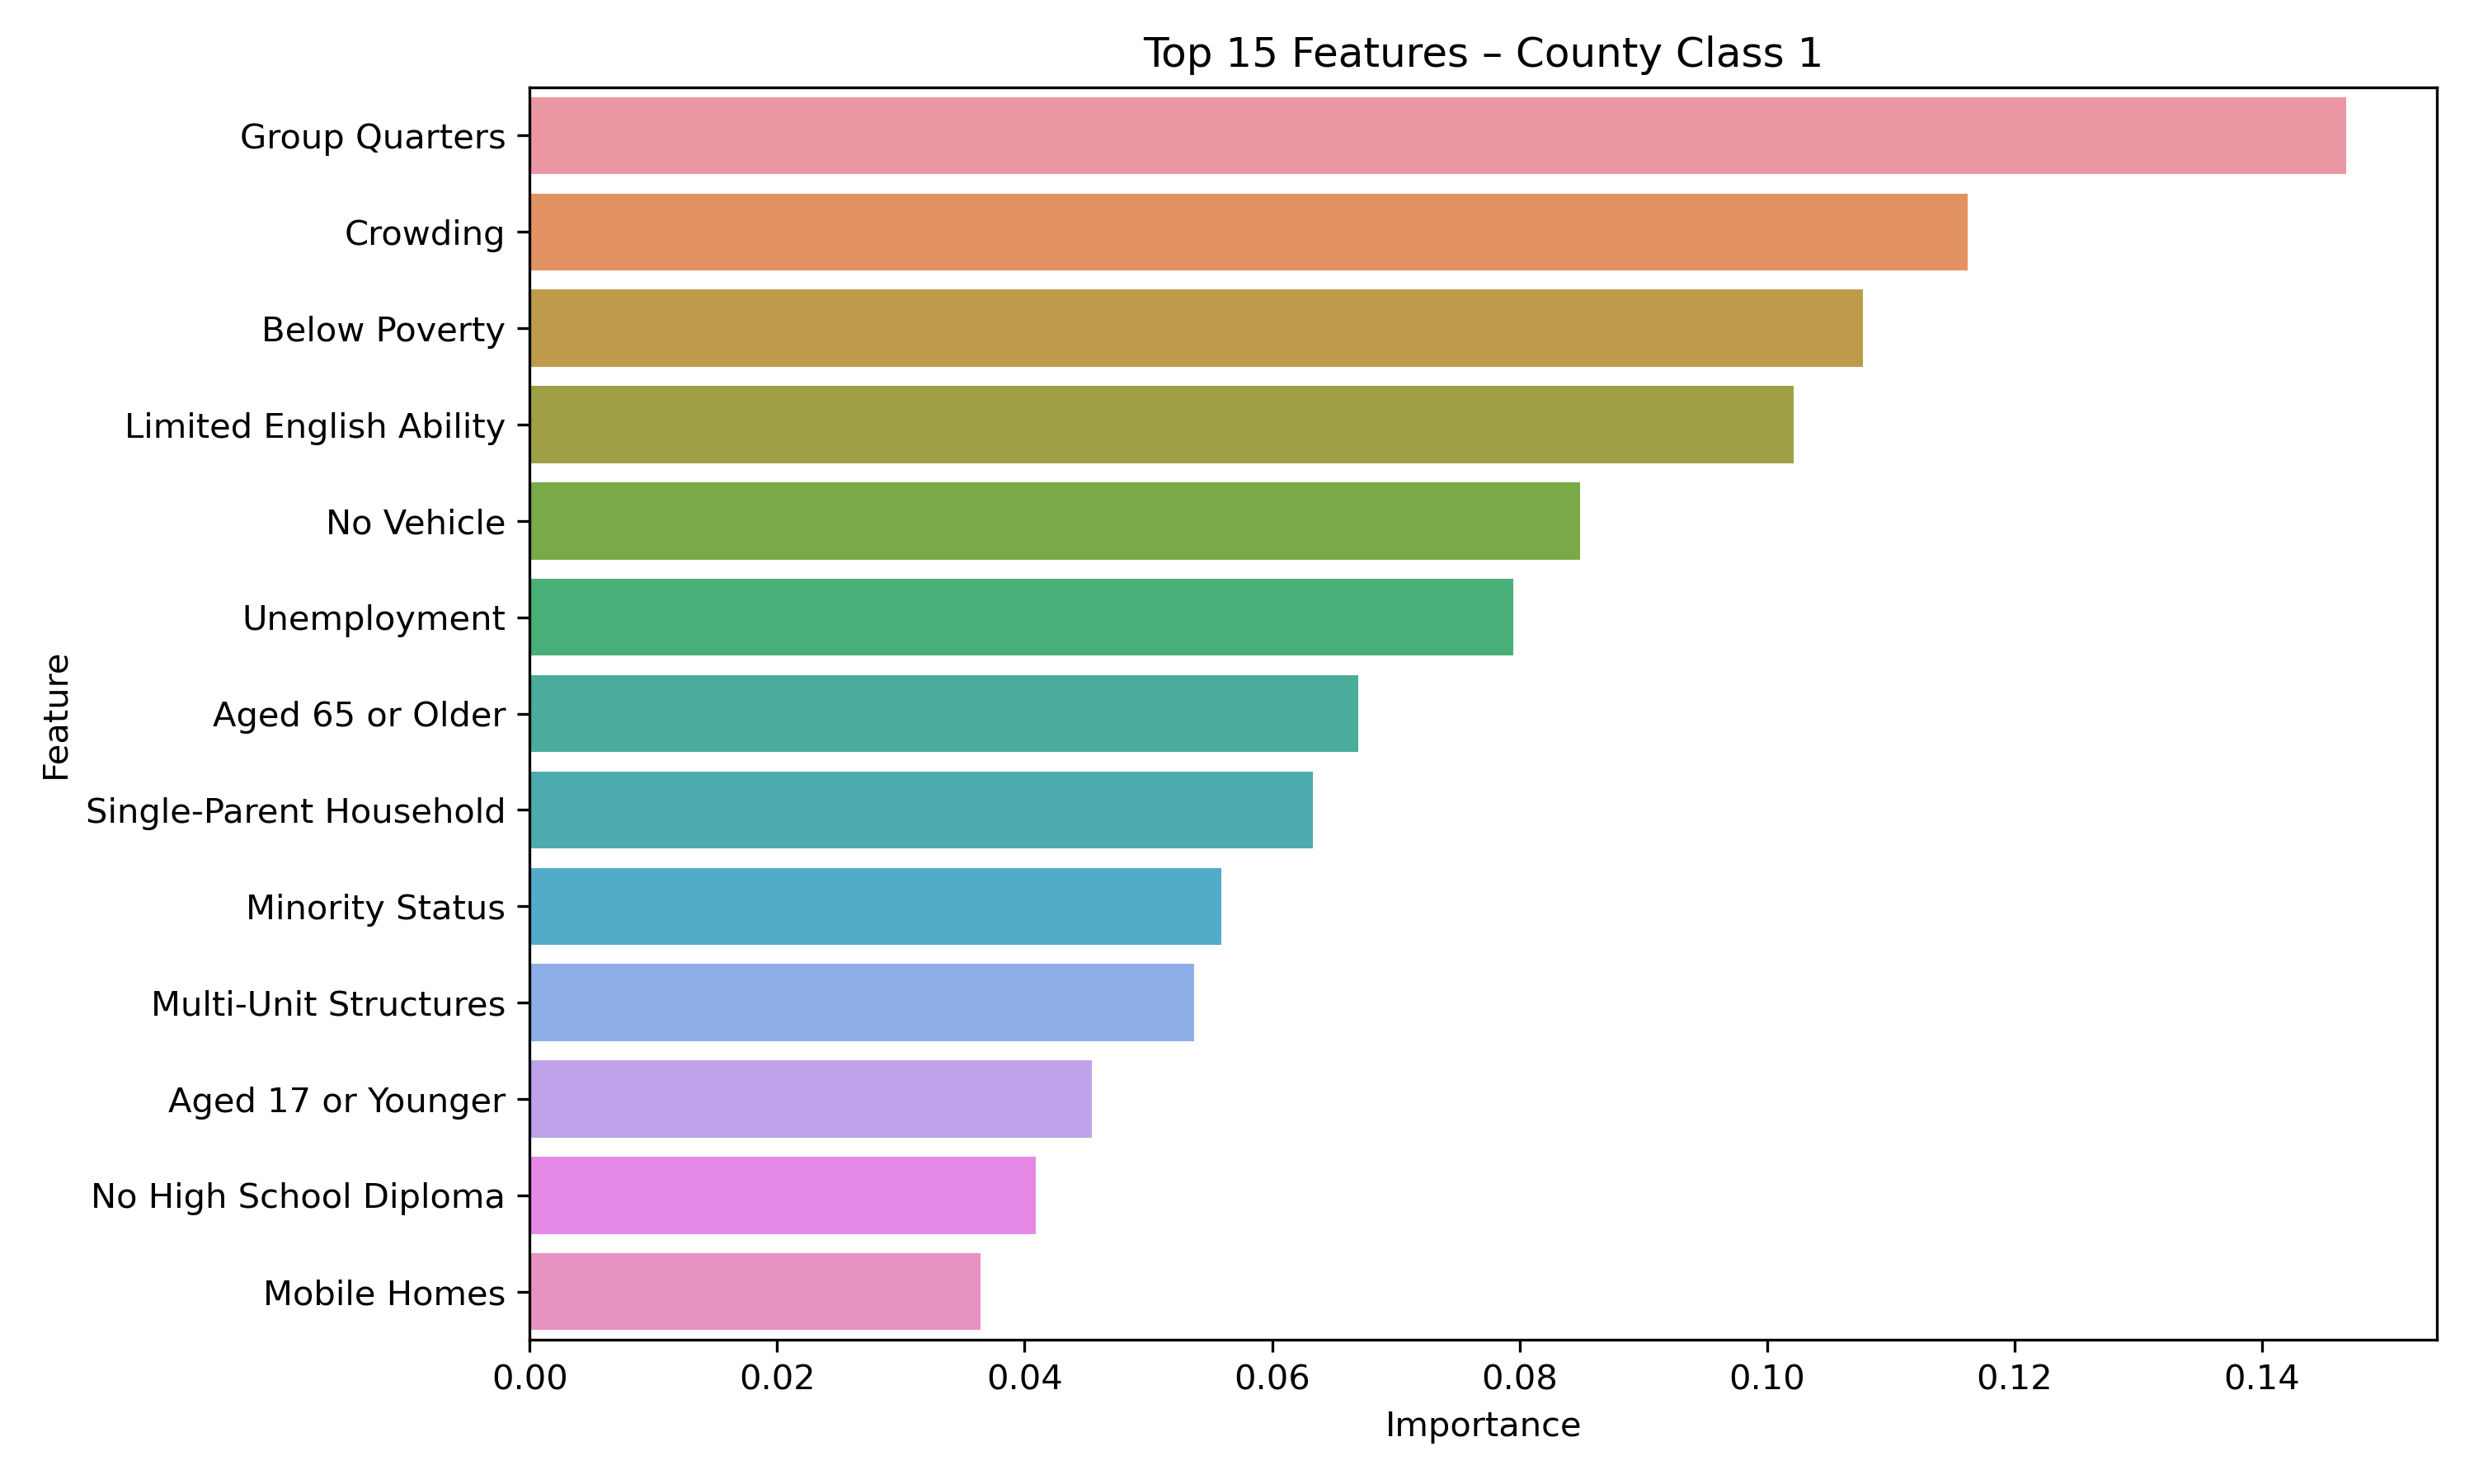 Top 15 Features – County Class 1
Feature
Group Quarters
Crowding
Below Poverty
Limited English Ability
No Vehicle
Unemployment
Aged 65 or Older
Single-Parent Household
Minority Status
Multi-Unit Structures
Aged 17 or Younger
No High School Diploma
Mobile Homes
0.00 0.02 0.04 0.06 0.08 0.10 0.12 0.14
Importance